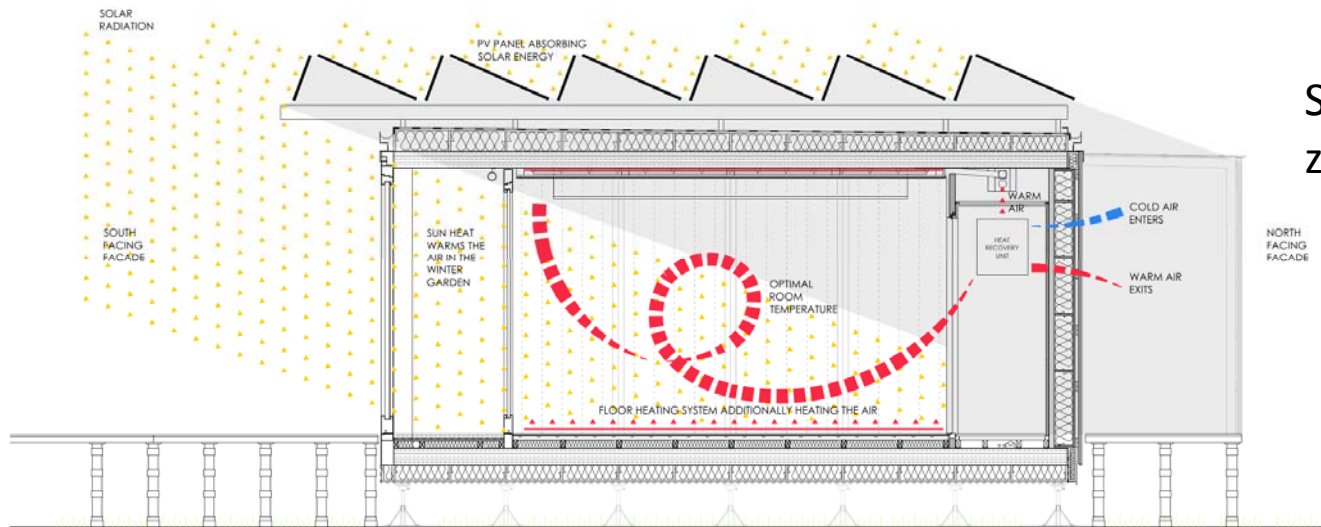 SOLAR
RADIATION
PV PANEL ABSORBING
SOLAR ENERGY
S
z
SOUTH
FACING
FACADE
SUN HEAT
WARMS THE
AIR IN THE
WINTER
GARDEN
OPTIMAL
ROOM
TEMPERATURE
WARM
AIR
HEAT
RECOVERY
UNIT
COLD AIR
ENTERS
WARM AIR
EXITS
NORTH
FACING
FACADE
FLOOR HEATING SYSTEM ADDITIONALLY HEATING THE AIR